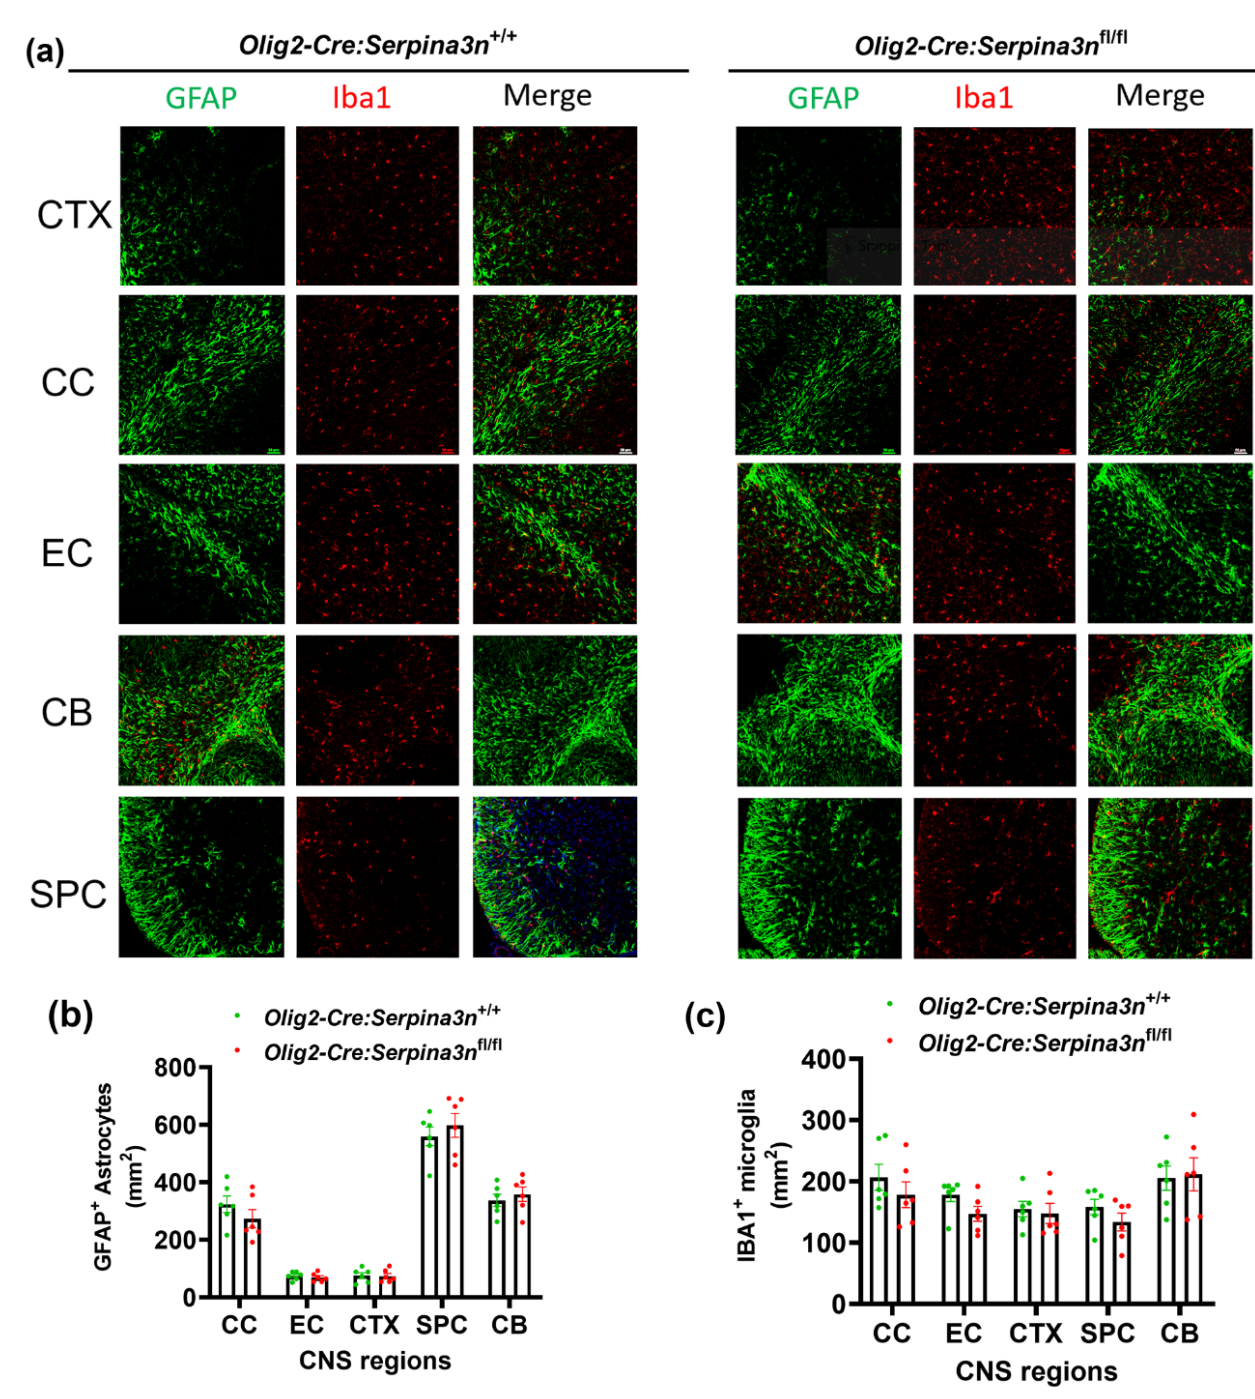 (a)
Olig2-Cre:Serpina3n+/+
Olig2-Cre:Serpina3nfl/fl
GFAP Iba1 Merge
GFAP Iba1 Merge
CTX
CC
EC
CB
SPC
(b)
Olig2-Cre:Serpina3n+/+
Olig2-Cre:Serpina3nfl/fl
GFAP+ Astrocytes
(mm2)
800
600
400
200
0
CC EC CTX SPC CB
CNS regions
(c)
Olig2-Cre:Serpina3n+/+
Olig2-Cre:Serpina3nfl/fl
IBA1+ microglia
(mm2)
400
300
200
100
0
CC EC CTX SPC CB
CNS regions